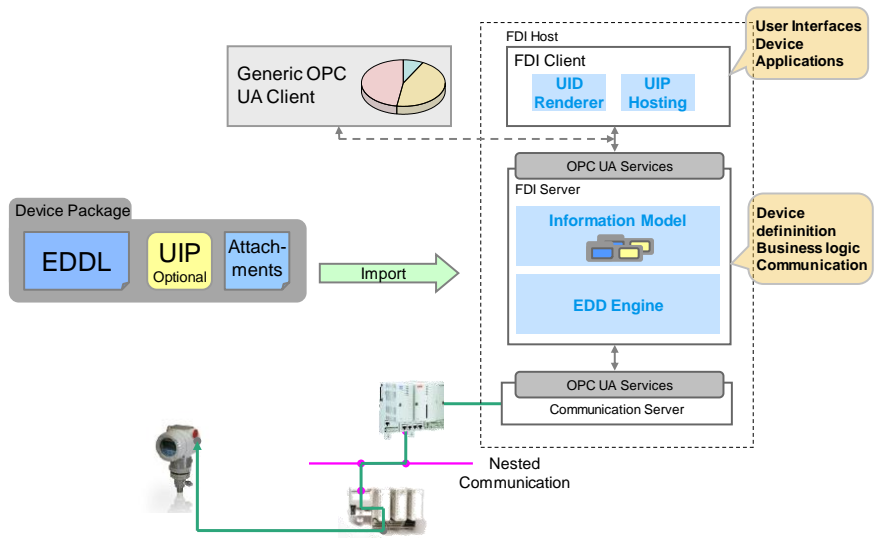 User Interfaces
Device
Applications
FDI Host
FDI Client
UID
Renderer
UIP
Hosting
Generic OPC
UA Client
OPC UA Services
FDI Server
Information Model
EDD Engine
Device
defininition
Business logic
Communication
Device Package
EDDL
UIP
Optional
Attach-
ments
Import
OPC UA Services
Communication Server
Nested
Communication